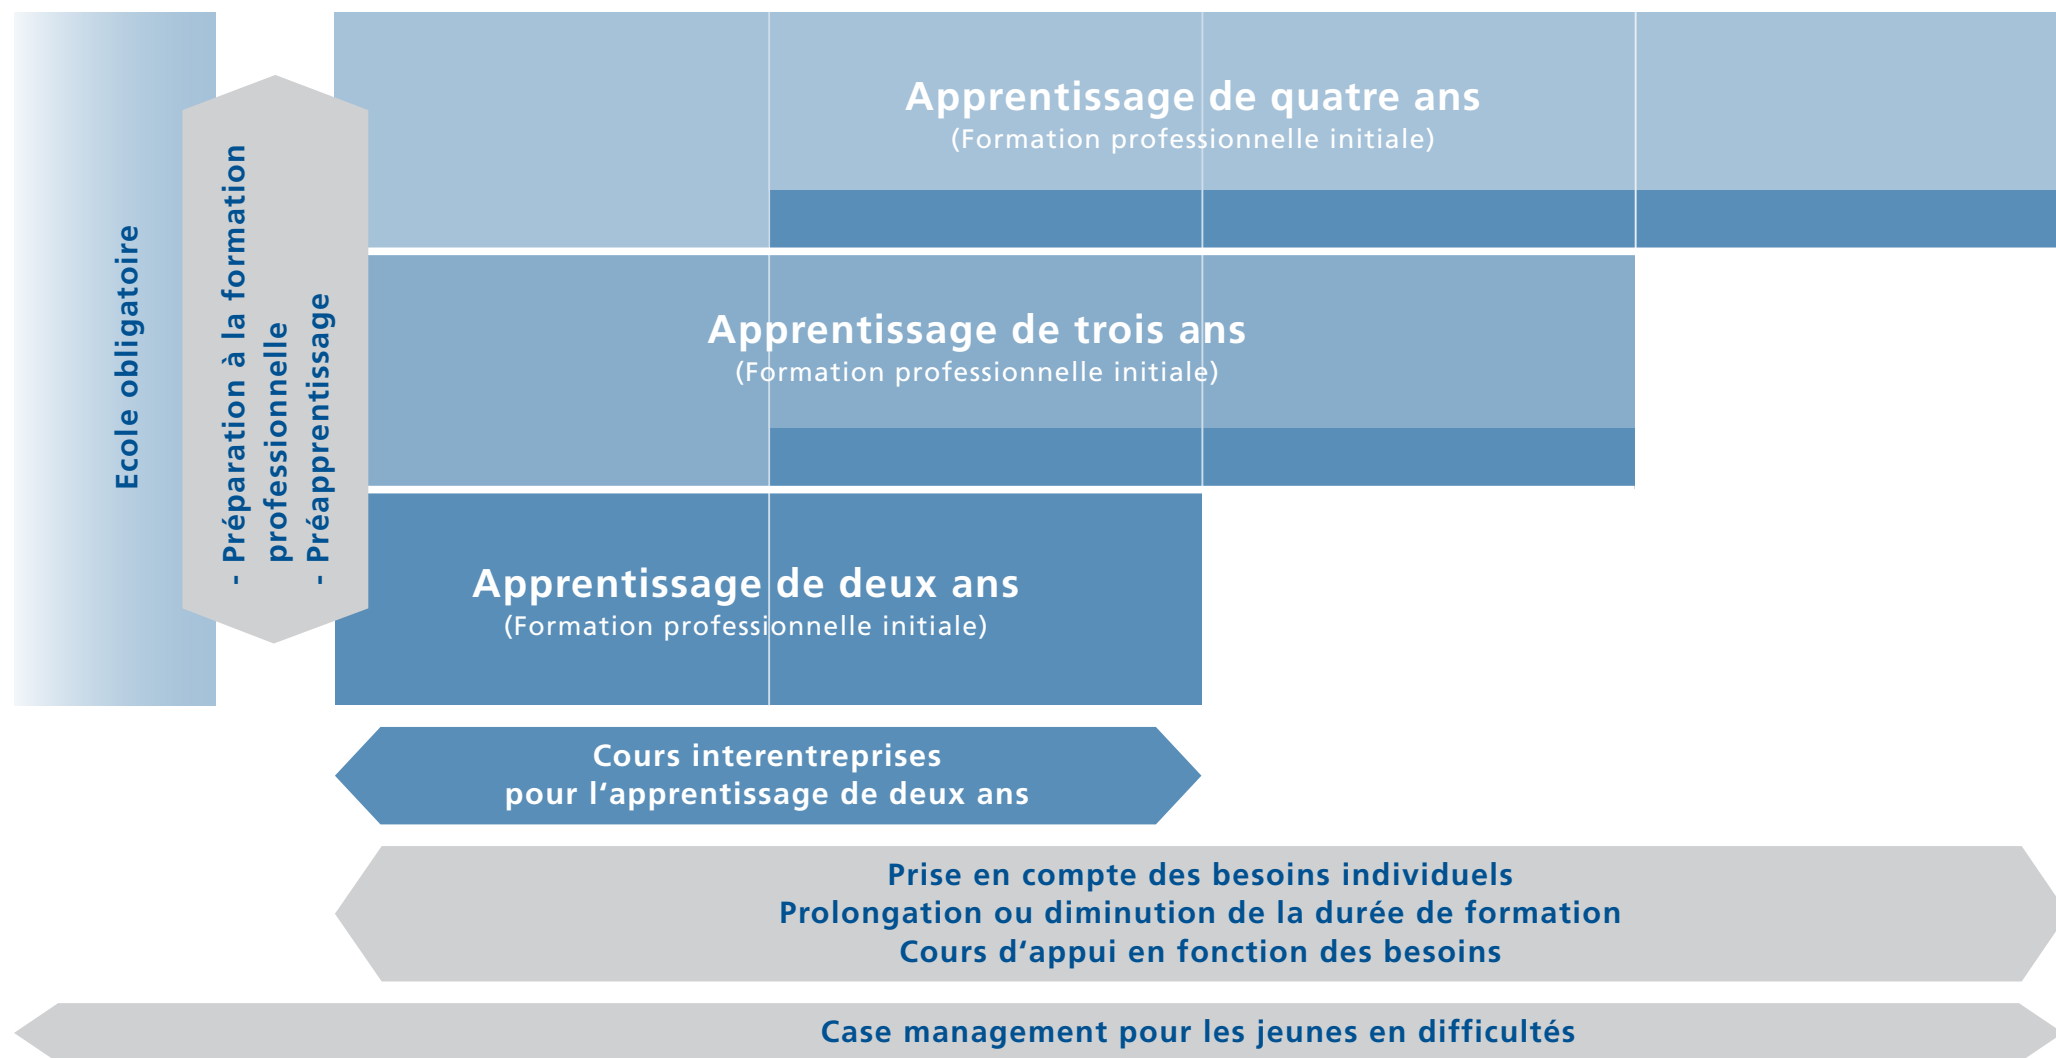 Ecole obligatoire
- Préparation à la formation
professionnelle
- Préapprentissage
Apprentissage de quatre ans
(Formation professionnelle initiale)
Apprentissage de trois ans
(Formation professionnelle initiale)
Apprentissage de deux ans
(Formation professionnelle initiale)
Cours interentreprises
pour l‘apprentissage de deux ans
Prise en compte des besoins individuels
Prolongation ou diminution de la durée de formation
Cours d‘appui en fonction des besoins
Case management pour les jeunes en difficultés